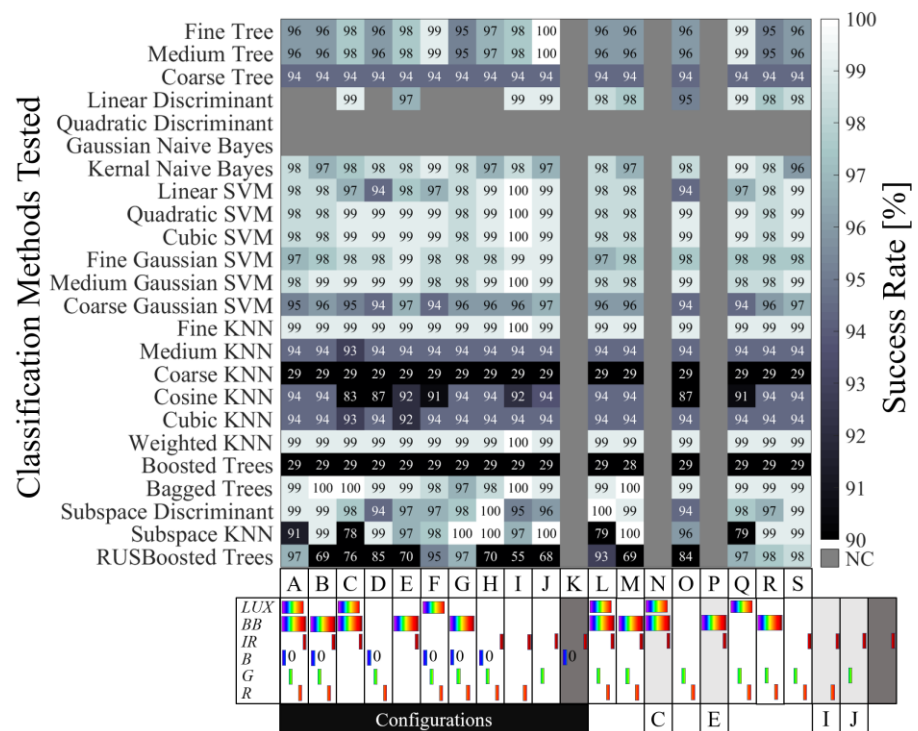 Classification Methods Tested
Fine Tree 96 96 98 96 98 99 95 97 98 100 96 96 96 99 95 96
Medium Tree 96 96 98 96 98 99 95 97 98 100 96 96 96 99 95 96
Coarse Tree 94 94 94 94 94 94 94 94 94 94 94 94 94 94 94 94
Linear Discriminant 99 97 99 99 98 98 95 99 98 98
Quadratic Discriminant
Gaussian Naive Bayes
Kernal Naive Bayes 98 97 98 98 98 99 98 97 98 97 98 97 98 99 98 96
Linear SVM 98 98 97 94 98 97 98 99 100 99 98 98 94 97 98 99
Quadratic SVM 98 98 99 99 99 99 98 99 100 99 98 98 99 99 98 99
Cubic SVM 98 98 99 99 99 99 98 99 100 99 98 98 99 99 98 99
Fine Gaussian SVM 97 98 98 98 99 98 98 98 99 98 97 98 98 98 98 98
Medium Gaussian SVM 98 99 99 99 99 98 98 99 100 99 98 98 99 98 98 99
Coarse Gaussian SVM 95 96 95 94 97 94 96 96 96 97 96 96 94 94 96 97
Fine KNN 99 99 99 99 99 99 99 99 100 99 99 99 99 99 99 99
Medium KNN 94 94 93 94 94 94 94 94 94 94 94 94 94 94 94 94
Coarse KNN 29 29 29 29 29 29 29 29 29 29 29 29 29 29 29 29
Cosine KNN 94 94 83 87 92 91 94 94 92 94 94 94 87 91 94 94
Cubic KNN 94 94 93 94 92 94 94 94 94 94 94 94 94 94 94 94
Weighted KNN 99 99 99 99 99 99 99 99 100 99 99 99 99 99 99 99
Boosted Trees 29 29 29 29 29 29 29 29 29 29 29 28 29 29 29 29
Bagged Trees 99 100 100 99 99 98 97 98 100 99 99 100 99 99 99 99
Subspace Discriminant 99 99 98 94 97 97 98 100 95 96 100 99 94 98 97 99
Subspace KNN 91 99 78 99 97 98 100 100 97 100 79 100 96 79 99 99
RUSBoosted Trees 97 69 76 85 70 95 97 70 55 68 93 69 84 97 98 98
100
99
98
97
96
95
94
93
92
91
90
NC
Success Rate [%]
A B C D E F G H I J K L M N O P Q R S
LUX
BB
IR
B 0 0 0 0 0 0 0
G
R
Configurations C E I J